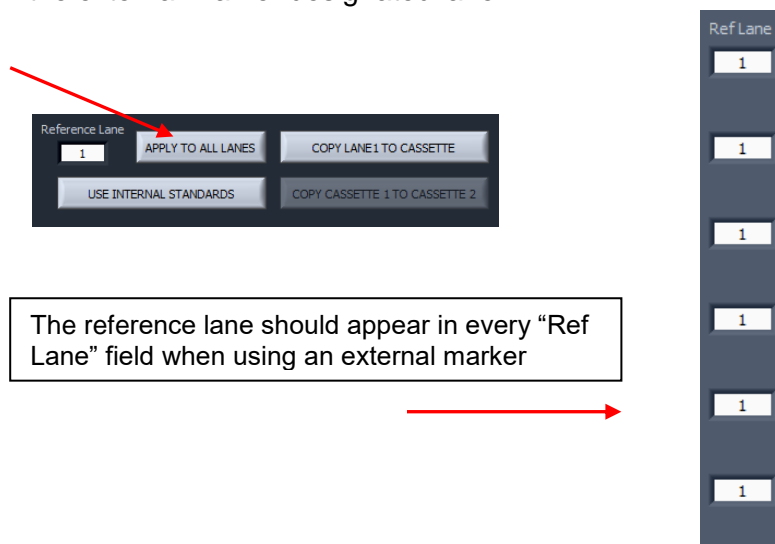 Ref Lane
1
Reference Lane
1
APPLY TO ALL LANES
COPY LANE1 TO CASSETTE
USE INTERNAL STANDARDS
COPY CASSETTE 1 TO CASSETTE 2
1
1
The reference lane should appear in every “Ref
Lane” field when using an external marker
1
1
1